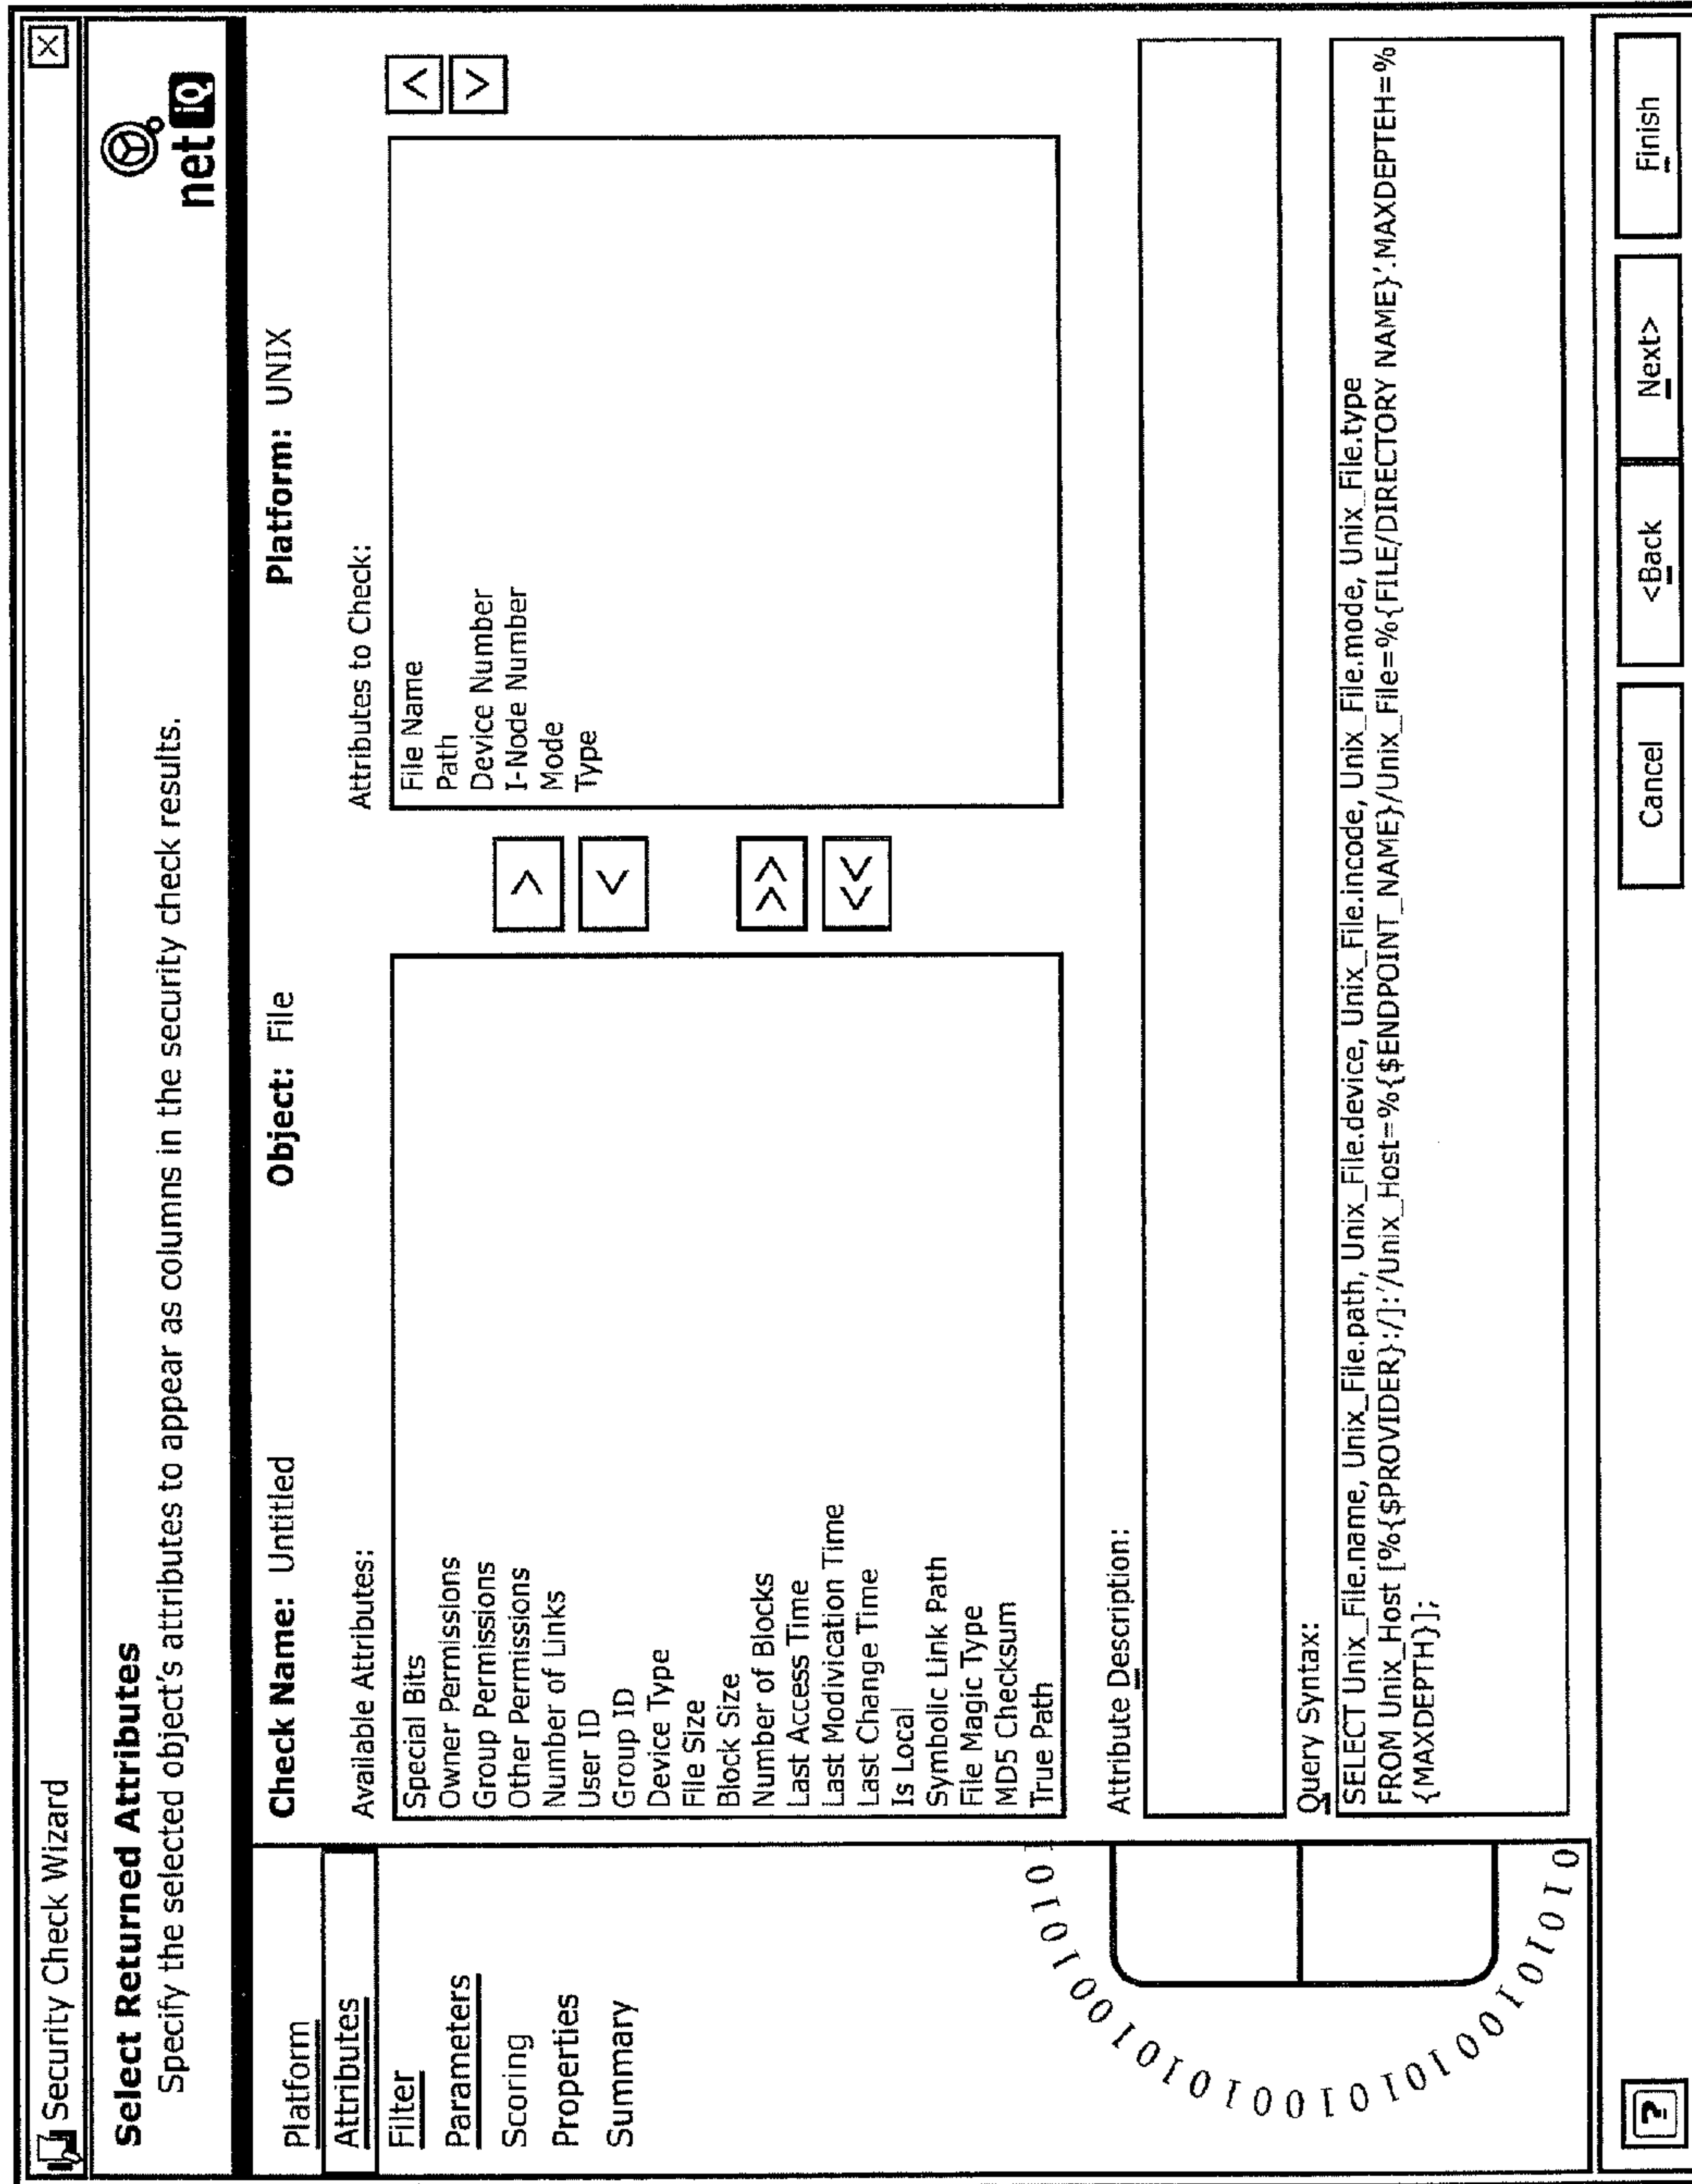 Security Check Wizard
Select Returned Attributes
Specify the selected object's attributes to appear as columns in the security check results.
net iQ
Platform
Attributes
Filter
Parameters
Scoring
Properties
Summary
Check Name: Untitled
Object: File
Platform: UNIX
Available Attributes:
Special Bits
Owner Permissions
Group Permissions
Other Permissions
Number of Links
User ID
Group ID
Device Type
File Size
Block Size
Number of Blocks
Last Access Time
Last Modivication Time
Last Change Time
Is Local
Symbolic Link Path
File Magic Type
MD5 Checksum
True Path
>
<
>>
<<
Attributes to Check:
File Name
Path
Device Number
I-Node Number
Mode
Type
Attribute Description:
Query Syntax:
SELECT Unix_File.name, Unix_File.path, Unix_File.device, Unix_File.incode, Unix_File.mode, Unix_File.type
FROM Unix_Host [%{$PROVIDER}:/]:'/Unix_Host=%{$ENDPOINT_NAME}/Unix_File=%{FILE/DIRECTORY NAME}'.MAXDEPTEH=%
{MAXDEPTH}];
?
Cancel
<Back
Next>
Finish